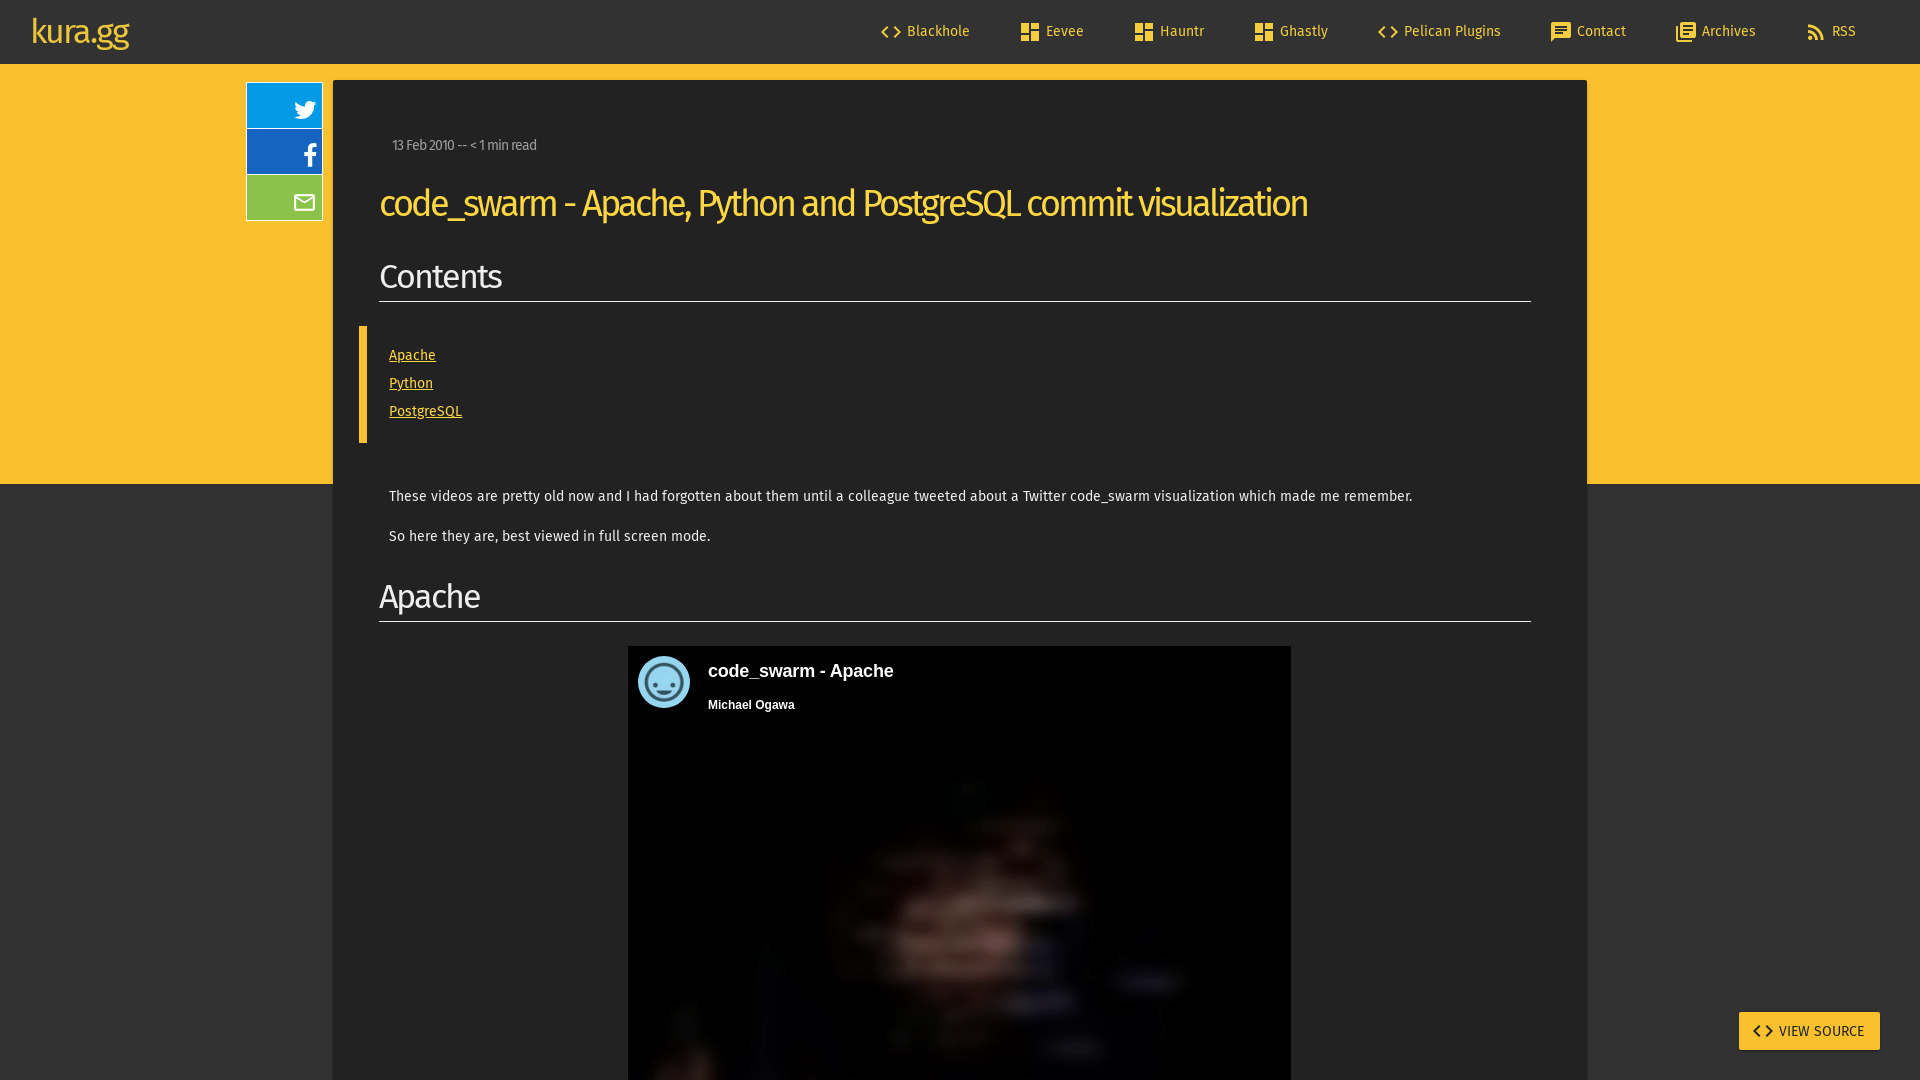 kura.gg
Blackhole
Eevee
Hauntr
Ghastly
Pelican Plugins
Contact
Archives
RSS
13 Feb 2010 -- < 1 min read
code_swarm - Apache, Python and PostgreSQL commit visualization
Contents
Apache
Python
PostgreSQL
These videos are pretty old now and I had forgotten about them until a colleague tweeted about a Twitter code_swarm visualization which made me remember.
So here they are, best viewed in full screen mode.
Apache
code_swarm - Apache
Michael Ogawa
VIEW SOURCE